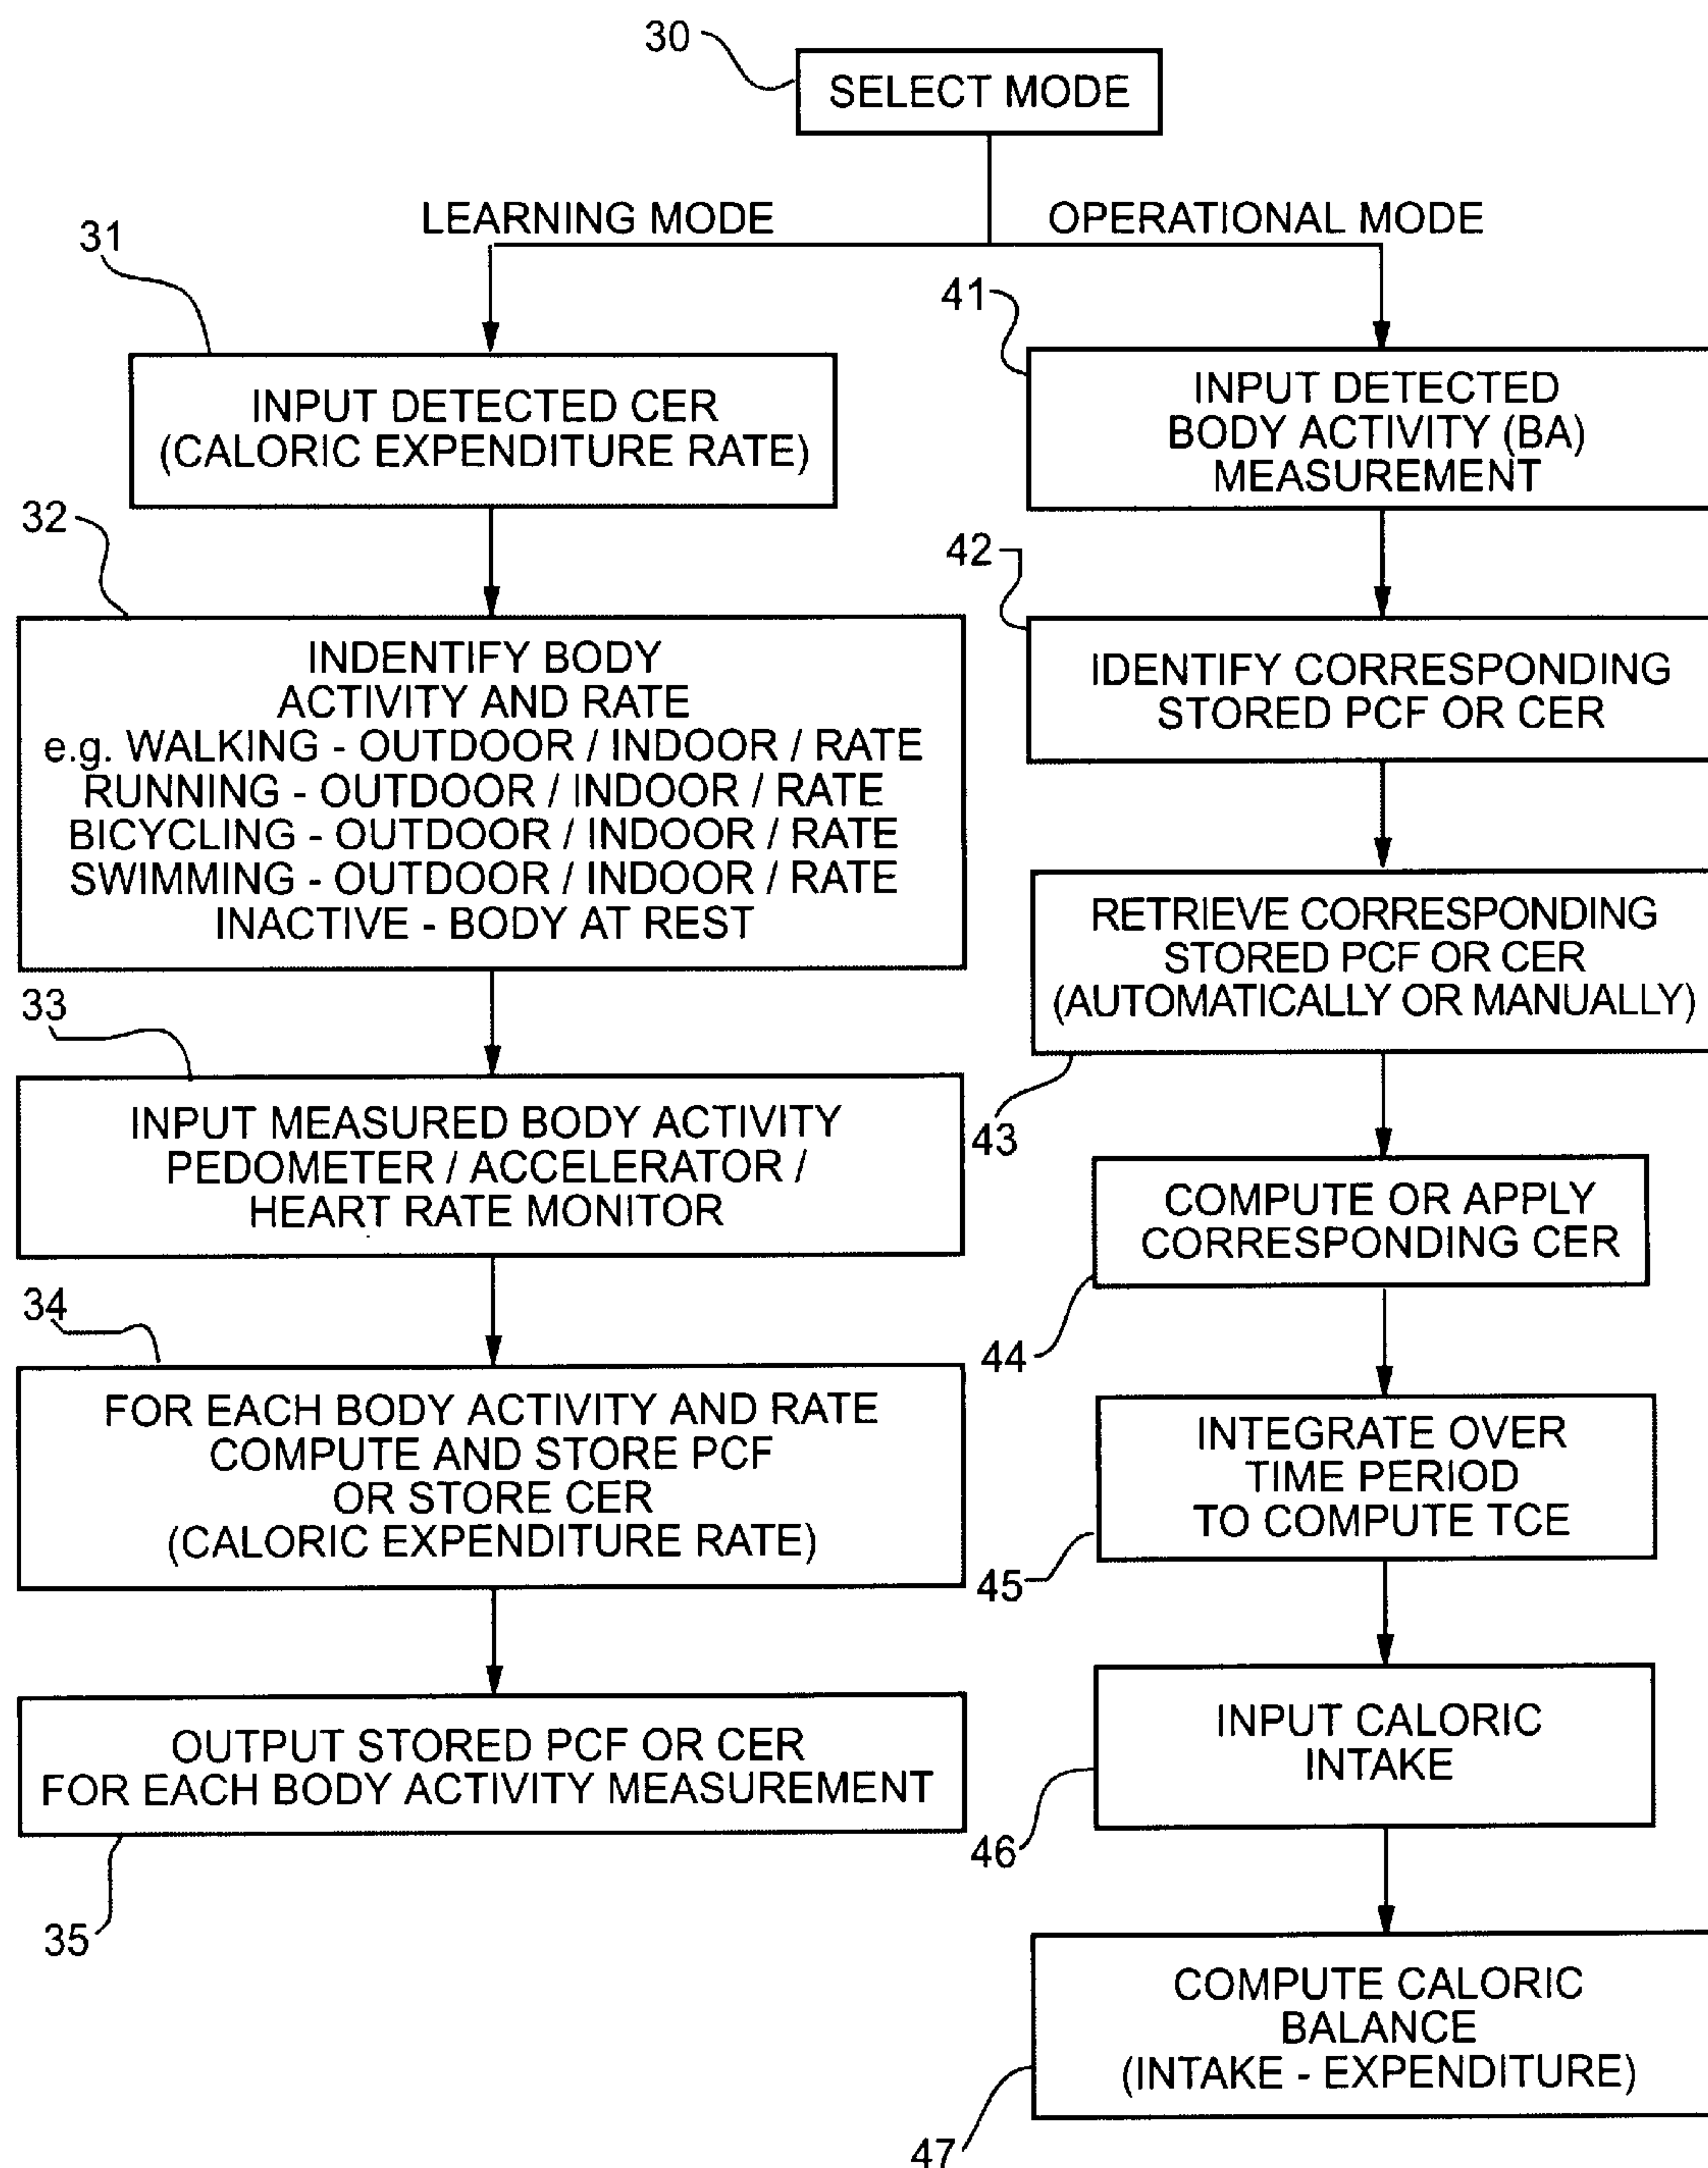 30
SELECT MODE
LEARNING MODE
OPERATIONAL MODE
31
INPUT DETECTED CER
(CALORIC EXPENDITURE RATE)
32
INDENTIFY BODY
ACTIVITY AND RATE
e.g. WALKING - OUTDOOR / INDOOR / RATE
RUNNING - OUTDOOR / INDOOR / RATE
BICYCLING - OUTDOOR / INDOOR / RATE
SWIMMING - OUTDOOR / INDOOR / RATE
INACTIVE - BODY AT REST
33
INPUT MEASURED BODY ACTIVITY
PEDOMETER / ACCELERATOR /
HEART RATE MONITOR
34
FOR EACH BODY ACTIVITY AND RATE
COMPUTE AND STORE PCF
OR STORE CER
(CALORIC EXPENDITURE RATE)
OUTPUT STORED PCF OR CER
FOR EACH BODY ACTIVITY MEASUREMENT
35
41
INPUT DETECTED
BODY ACTIVITY (BA)
MEASUREMENT
42
IDENTIFY CORRESPONDING
STORED PCF OR CER
RETRIEVE CORRESPONDING
STORED PCF OR CER
(AUTOMATICALLY OR MANUALLY)
43
COMPUTE OR APPLY
CORRESPONDING CER
44
INTEGRATE OVER
TIME PERIOD
TO COMPUTE TCE
45
INPUT CALORIC
INTAKE
46
COMPUTE CALORIC
BALANCE
(INTAKE - EXPENDITURE)
47